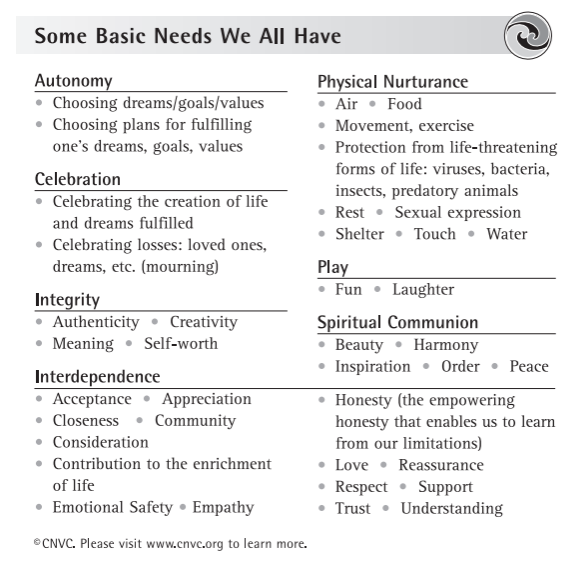 Some Basic Needs We All Have
Autonomy
• Choosing dreams/goals/values
• Choosing plans for fulfilling
one's dreams, goals, values
Celebration
• Celebrating the creation of life
and dreams fulfilled
• Celebrating losses: loved ones,
dreams, etc. (mourning)
Integrity
• Authenticity • Creativity
• Meaning • Self-worth
Physical Nurturance
• Air • Food
• Movement, exercise
• Protection from life-threatening
forms of life: viruses, bacteria,
insects, predatory animals
• Rest • Sexual expression
• Shelter • Touch • Water
Play
• Fun • Laughter
Spiritual Communion
• Beauty • Harmony
• Inspiration • Order • Peace
Interdependence
• Acceptance • Appreciation
• Closeness • Community
• Consideration
• Contribution to the enrichment
of life
• Emotional Safety • Empathy
• Honesty (the empowering
honesty that enables us to learn
from our limitations)
• Love • Reassurance
• Respect • Support
• Trust • Understanding
©CNVC. Please visit www.cnvc.org to learn more.